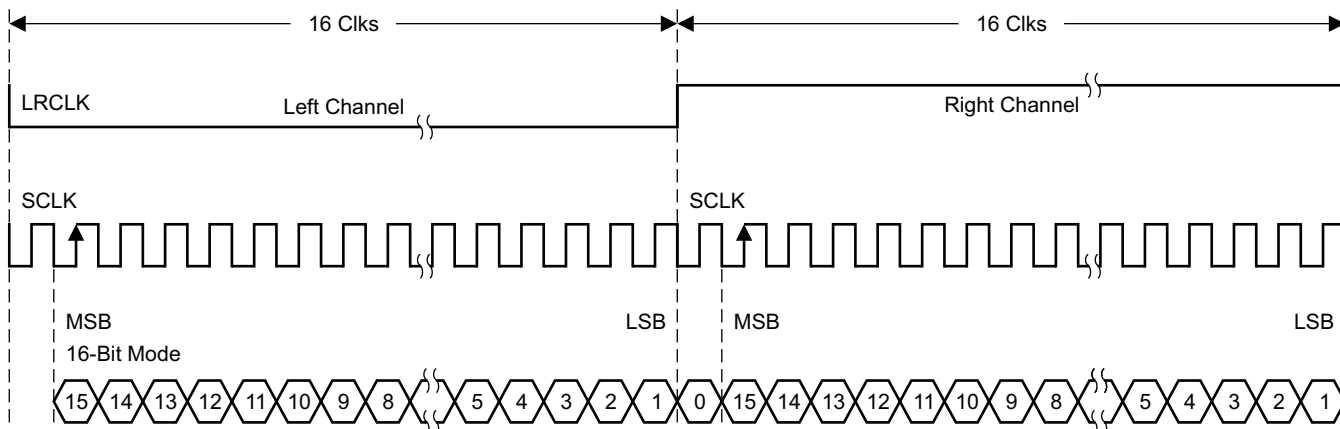 16 Clks 16 Clks
LRCLK Left Channel Right Channel
SCLK SCLK
MSB LSB MSB LSB
16-Bit Mode
15 14 13 12 11 10 9 8 5 4 3 2 1 0 15 14 13 12 11 10 9 8 5 4 3 2 1